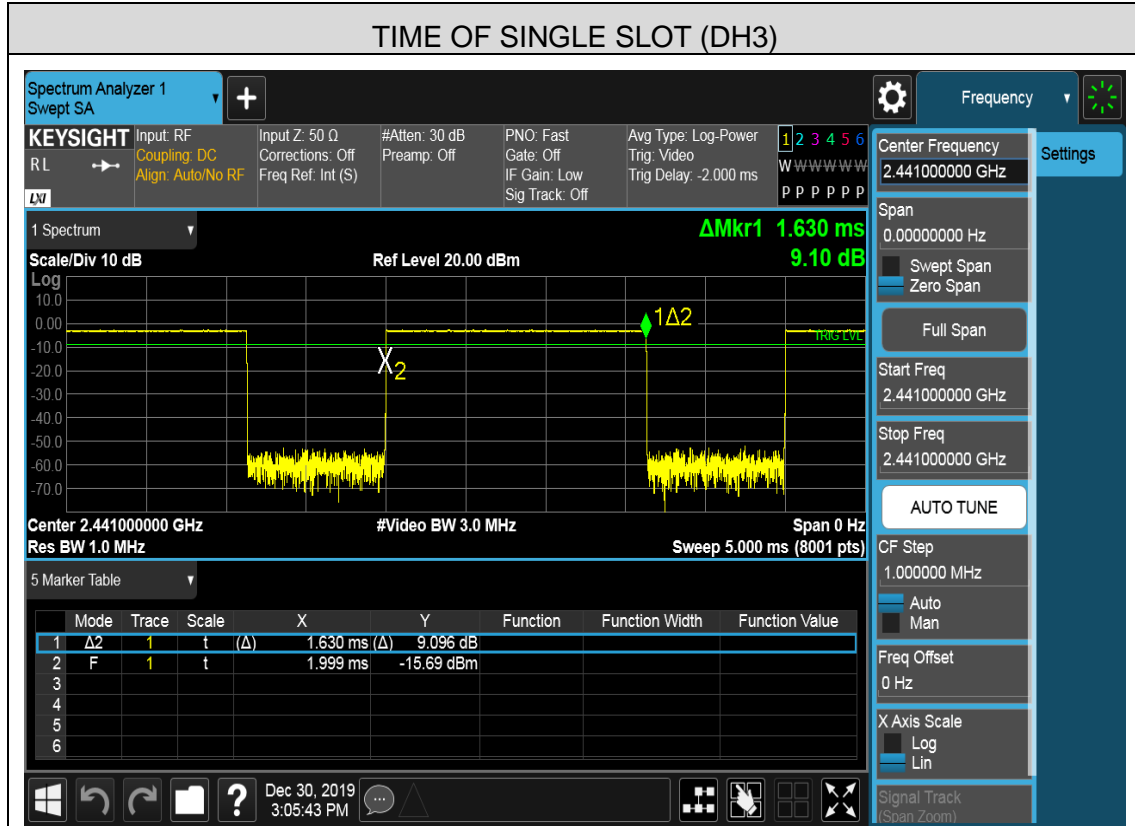 TIME OF SINGLE SLOT (DH3)
Spectrum Analyzer 1
Swept SA
+
Frequency
KEYSIGHT
RL
LXI
Input: RF
Coupling: DC
Align: Auto/No RF
Input Z: 50 Ω
Corrections: Off
Freq Ref: Int (S)
#Atten: 30 dB
Preamp: Off
PNO: Fast
Gate: Off
IF Gain: Low
Sig Track: Off
Avg Type: Log-Power
Trig: Video
Trig Delay: -2.000 ms
1 2 3 4 5 6
W W W W W W
P P P P P P
1 Spectrum
ΔMkr1 1.630 ms
9.10 dB
Scale/Div 10 dB
Ref Level 20.00 dBm
Log
10.0
0.00
-10.0
-20.0
-30.0
-40.0
-50.0
-60.0
-70.0
1Δ2
TRIG LVL
X2
Center 2.441000000 GHz
#Video BW 3.0 MHz
Span 0 Hz
Res BW 1.0 MHz
Sweep 5.000 ms (8001 pts)
5 Marker Table
Mode Trace Scale X Y Function Function Width Function Value
1 Δ2 1 t (Δ) 1.630 ms (Δ) 9.096 dB
2 F 1 t 1.999 ms -15.69 dBm
3
4
5
6
?
Dec 30, 2019
3:05:43 PM
Center Frequency
2.441000000 GHz
Settings
Span
0.00000000 Hz
Swept Span
Zero Span
Full Span
Start Freq
2.441000000 GHz
Stop Freq
2.441000000 GHz
AUTO TUNE
CF Step
1.000000 MHz
Auto
Man
Freq Offset
0 Hz
X Axis Scale
Log
Lin
Signal Track
(Span Zoom)